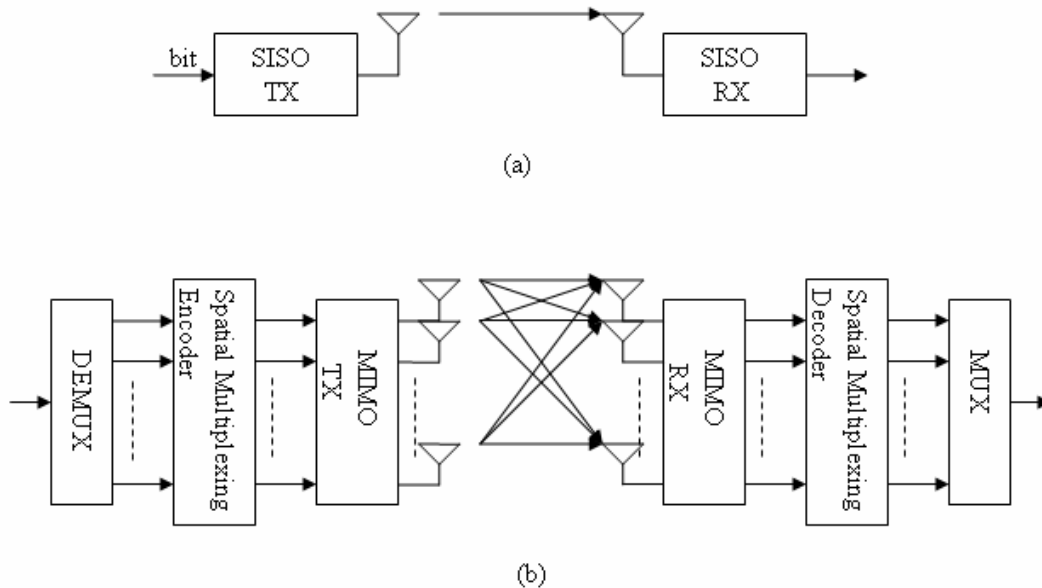 bit
SISO
TX
SISO
RX
(a)
DEMUX
Spatial Multiplexing
Encoder
MIMO
TX
MIMO
RX
Spatial Multiplexing
Decoder
MUX
(b)